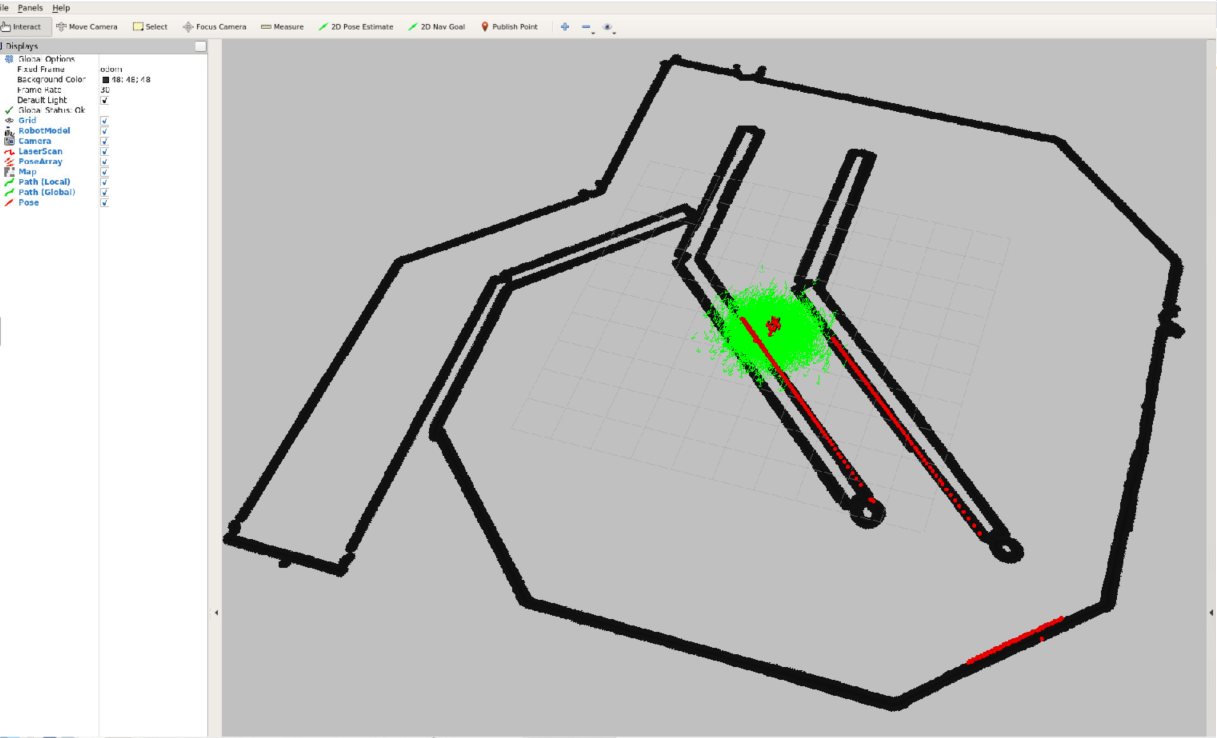 ile Panels Help
Interact Move Camera Select Focus Camera Measure 2D Pose Estimate 2D Nav Goal Publish Point
Displays
Global Options
Fixed Frame odom
Background Color 48; 48; 48
Frame Rate 30
Default Light
Global Status: Ok
Grid
RobotModel
Camera
LaserScan
PoseArray
Map
Path (Local)
Path (Global)
Pose